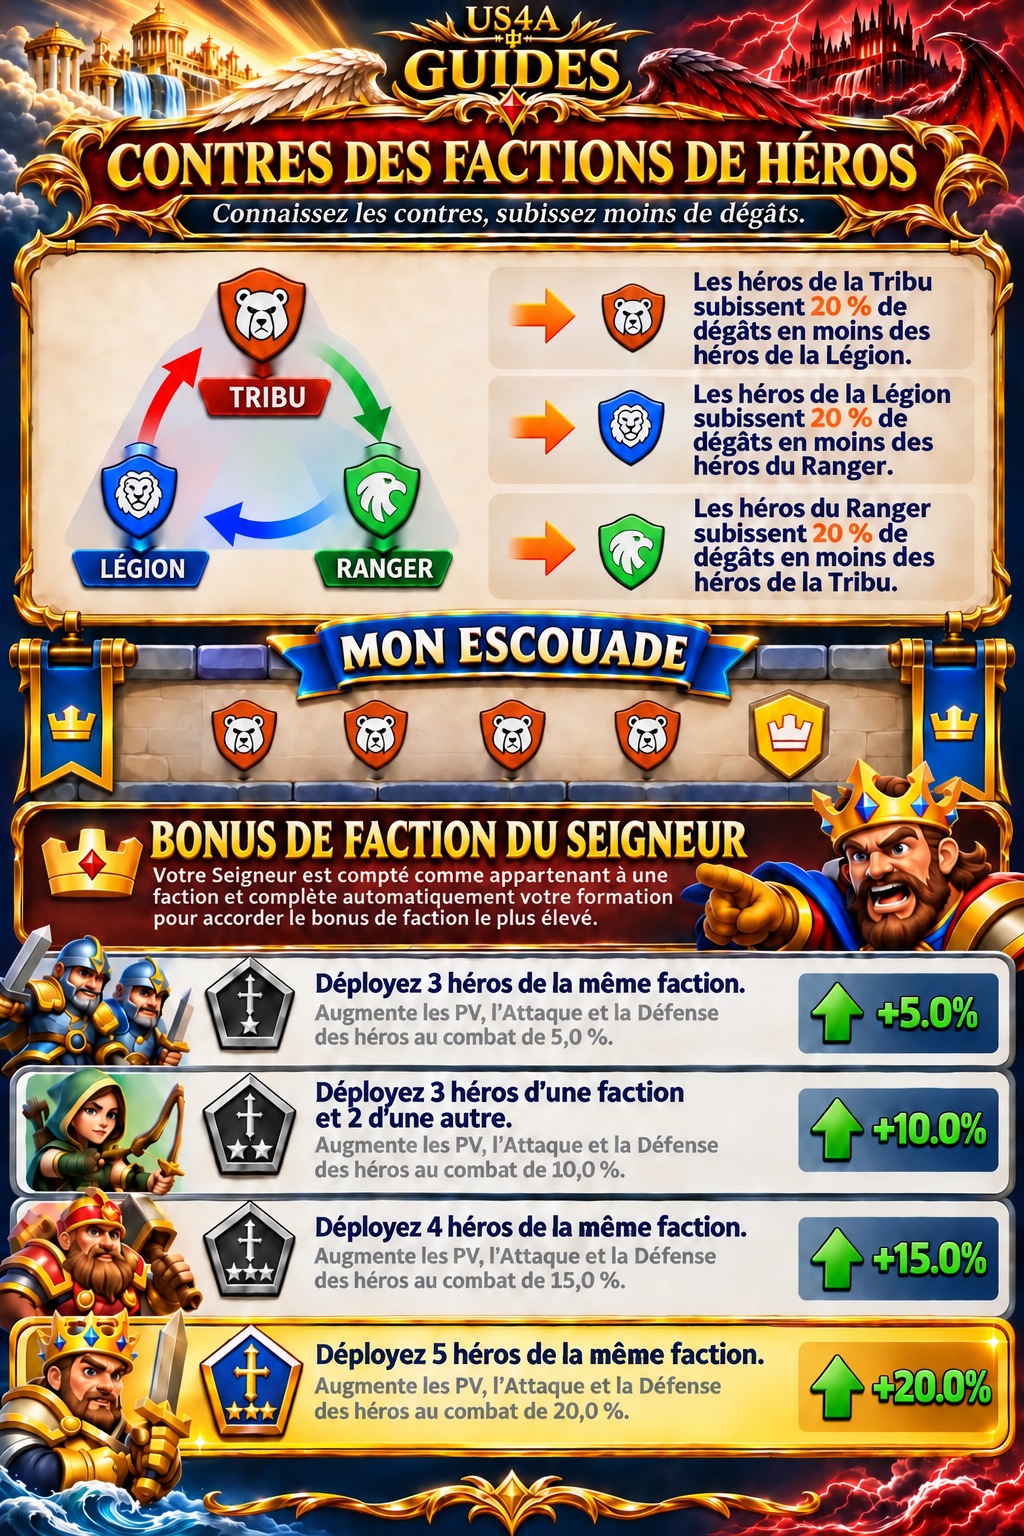 US4A
GUIDES
CONTRES DES FACTIONS DE HÉROS
Connaissez les contres, subissez moins de dégâts.
TRIBU
LÉGION
RANGER
Les héros de la Tribu
subissent 20 % de
dégâts en moins des
héros de la Légion.
Les héros de la Légion
subissent 20 % de
dégâts en moins des
héros du Ranger.
Les héros du Ranger
subissent 20 % de
dégâts en moins des
héros de la Tribu.
MON ESCOUADE
BONUS DE FACTION DU SEIGNEUR
Votre Seigneur est compté comme appartenant à une
faction et complète automatiquement votre formation
pour accorder le bonus de faction le plus élevé.
Déployez 3 héros de la même faction.
Augmente les PV, l'Attaque et la Défense
des héros au combat de 5,0 %.
+5.0%
Déployez 3 héros d'une faction
et 2 d'une autre.
Augmente les PV, l'Attaque et la Défense
des héros au combat de 10,0 %.
+10.0%
Déployez 4 héros de la même faction.
Augmente les PV, l'Attaque et la Défense
des héros au combat de 15,0 %.
+15.0%
Déployez 5 héros de la même faction.
Augmente les PV, l'Attaque et la Défense
des héros au combat de 20,0 %.
+20.0%